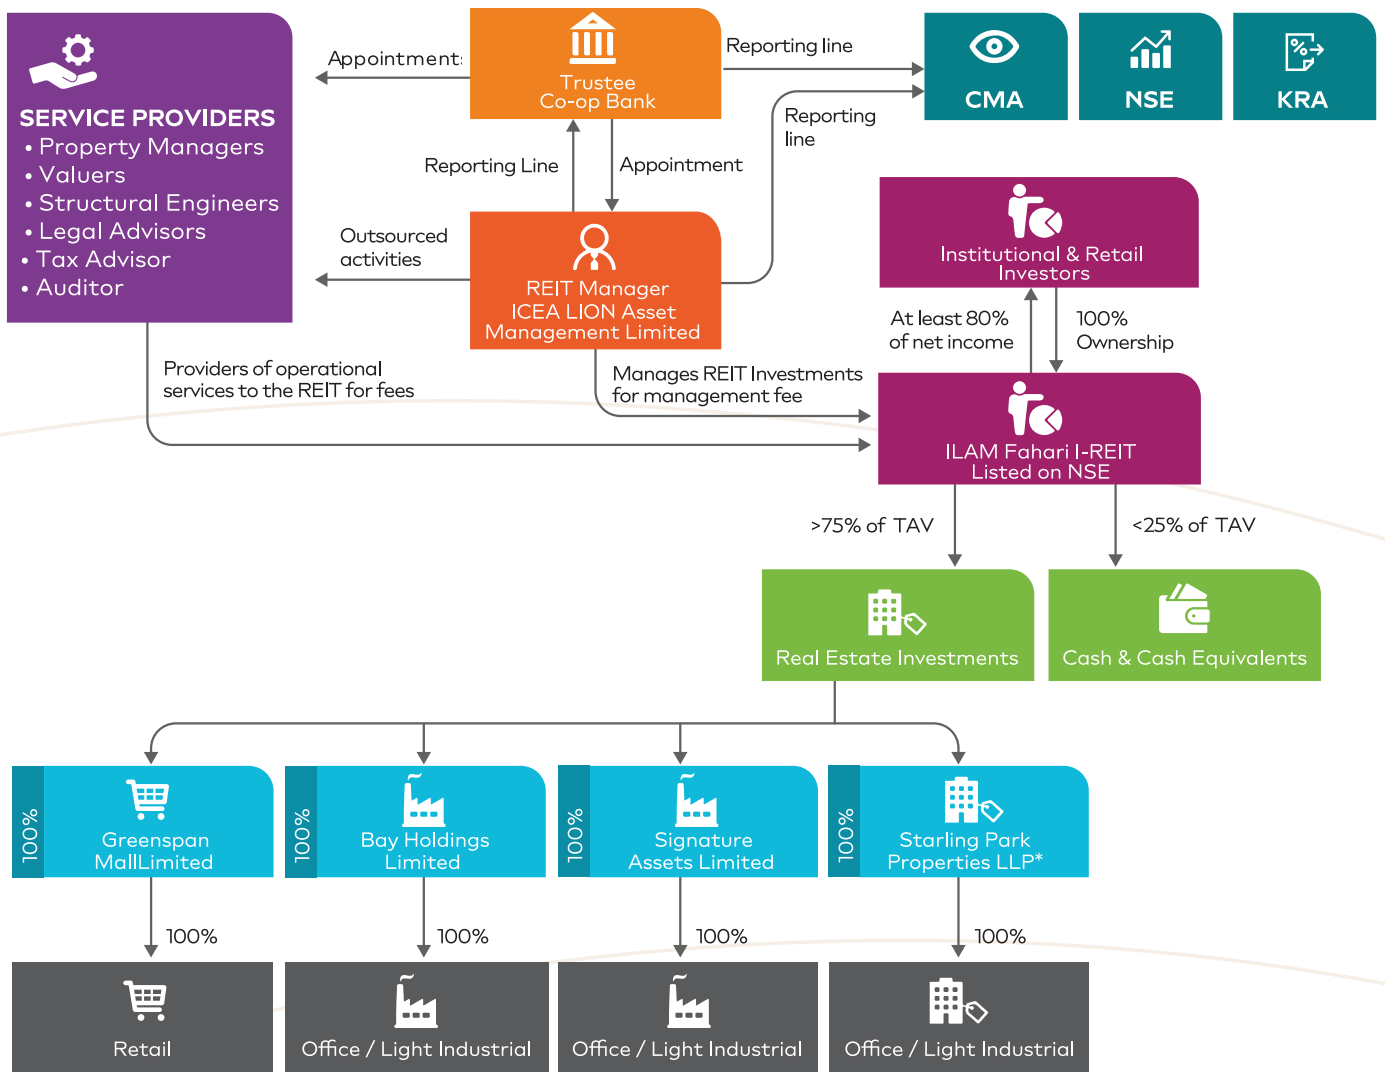 SERVICE PROVIDERS
• Property Managers
• Valuers
• Structural Engineers
• Legal Advisors
• Tax Advisor
• Auditor
Appointment:
Trustee
Co-op Bank
Reporting line
CMA
NSE
KRA
Reporting
line
Reporting Line
Appointment
Outsourced
activities
REIT Manager
ICEA LION Asset
Management Limited
Institutional & Retail
Investors
At least 80%
of net income
100%
Ownership
Providers of operational
services to the REIT for fees
Manages REIT Investments
for management fee
ILAM Fahari I-REIT
Listed on NSE
>75% of TAV
<25% of TAV
Real Estate Investments
Cash & Cash Equivalents
100%
Greenspan
MallLimited
100%
Bay Holdings
Limited
100%
Signature
Assets Limited
100%
Starling Park
Properties LLP*
100%
100%
100%
100%
Retail
Office / Light Industrial
Office / Light Industrial
Office / Light Industrial